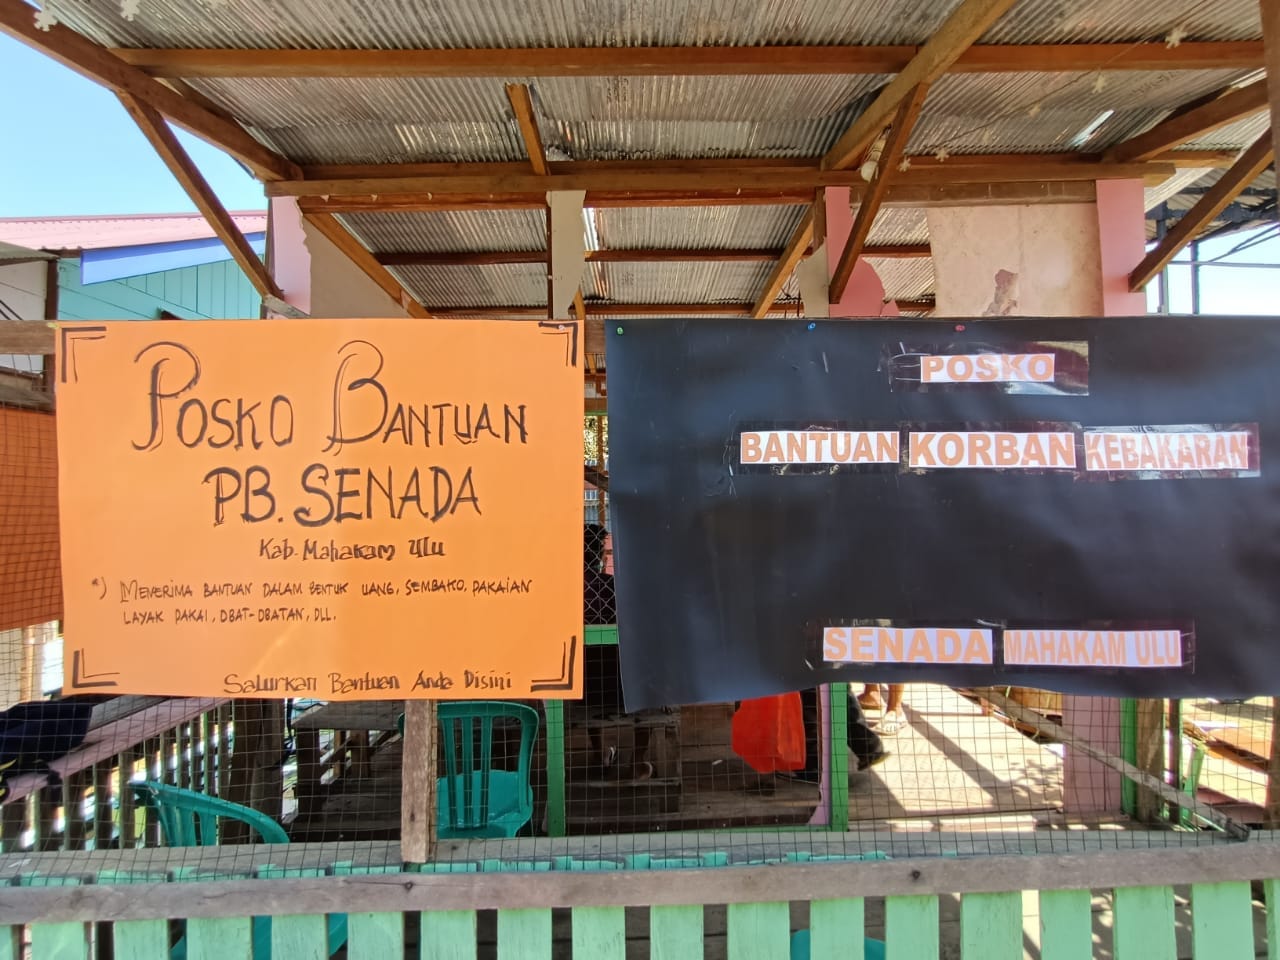 POSKO BANTUAN
PB. SENADA
Kab. Mahakam Ulu
*) MENERIMA BANTUAN DALAM BENTUK UANG, SEMBAKO, PAKAIAN
LAYAK PAKAI, OBAT-OBATAN, DLL.
Salurkan Bantuan Anda Disini
POSKO
BANTUAN KORBAN KEBAKARAN
SENADA MAHAKAM ULU